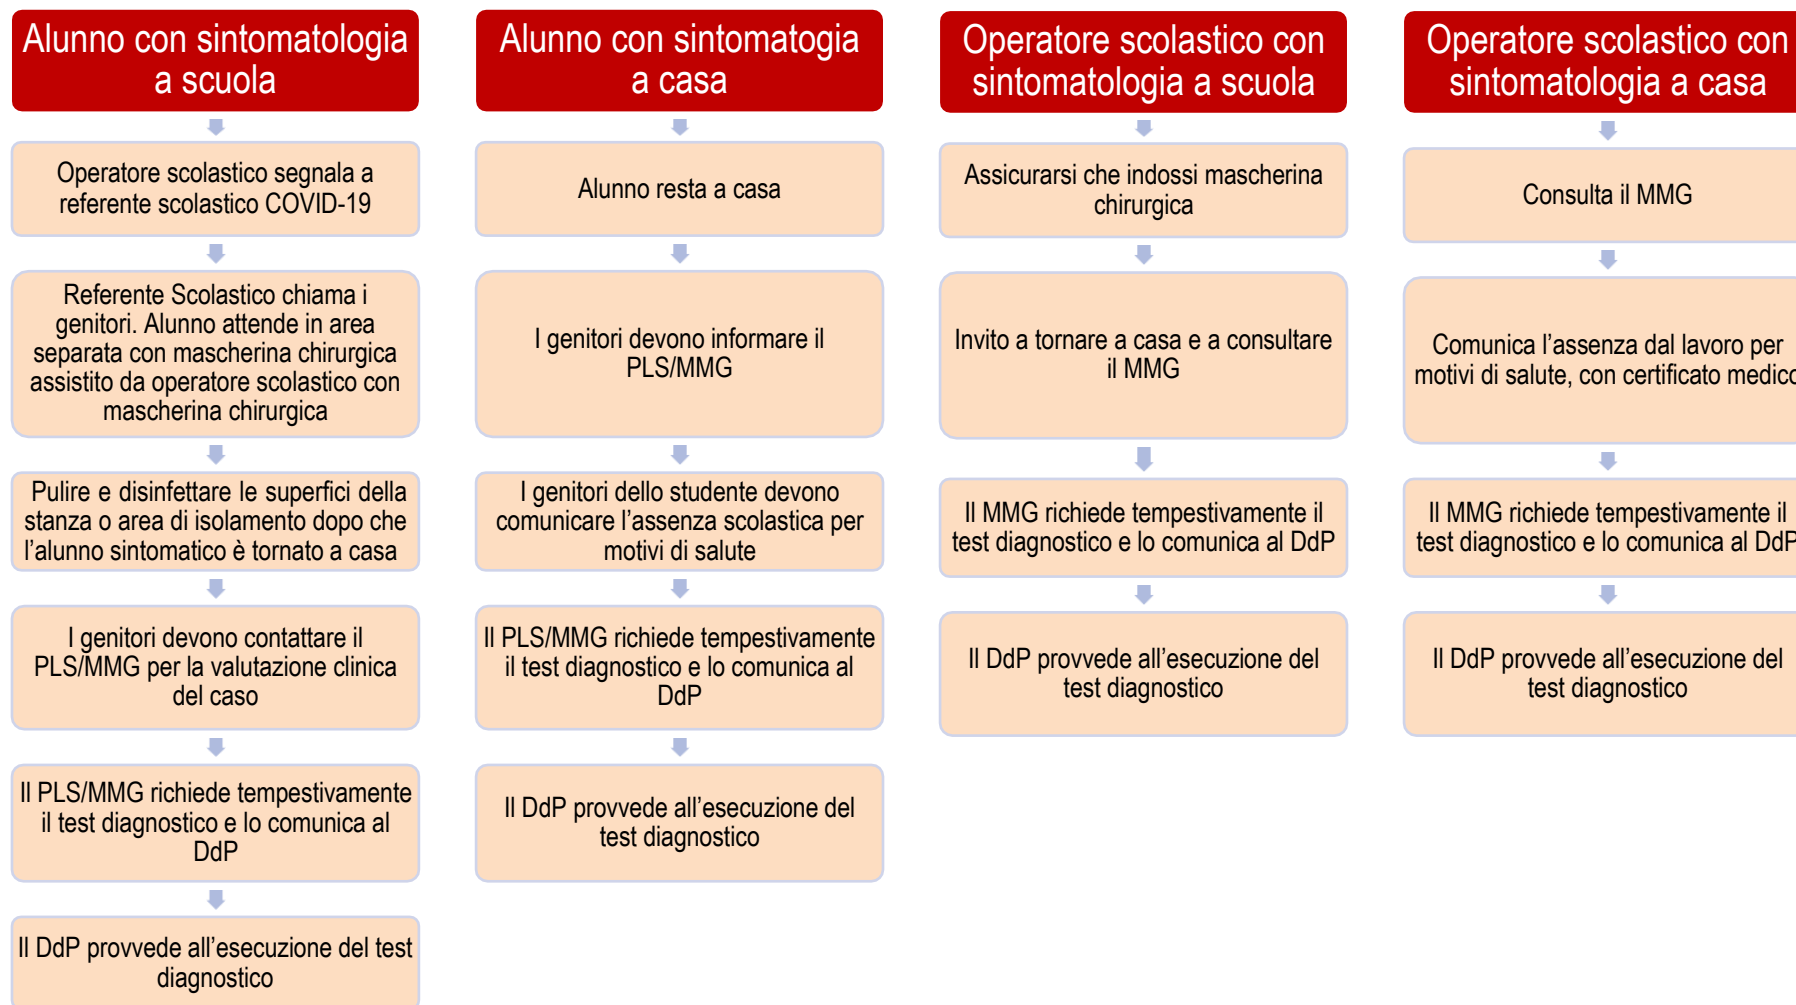 Alunno con sintomatologia
a scuola
Operatore scolastico segnala a
referente scolastico COVID-19
Referente Scolastico chiama i
genitori. Alunno attende in area
separata con mascherina chirurgica
assistito da operatore scolastico con
mascherina chirurgica
Pulire e disinfettare le superfici della
stanza o area di isolamento dopo che
l’alunno sintomatico è tornato a casa
I genitori devono contattare il
PLS/MMG per la valutazione clinica
del caso
Il PLS/MMG richiede tempestivamente
il test diagnostico e lo comunica al
DdP
Il DdP provvede all’esecuzione del test
diagnostico
Alunno con sintomatogia
a casa
Alunno resta a casa
I genitori devono informare il
PLS/MMG
I genitori dello studente devono
comunicare l’assenza scolastica per
motivi di salute
Il PLS/MMG richiede tempestivamente
il test diagnostico e lo comunica al
DdP
Il DdP provvede all’esecuzione del
test diagnostico
Operatore scolastico con
sintomatologia a scuola
Assicurarsi che indossi mascherina
chirurgica
Invito a tornare a casa e a consultare
il MMG
Il MMG richiede tempestivamente il
test diagnostico e lo comunica al DdP
Il DdP provvede all’esecuzione del
test diagnostico
Operatore scolastico con
sintomatologia a casa
Consulta il MMG
Comunica l’assenza dal lavoro per
motivi di salute, con certificato medico
Il MMG richiede tempestivamente il
test diagnostico e lo comunica al DdP
Il DdP provvede all’esecuzione del
test diagnostico